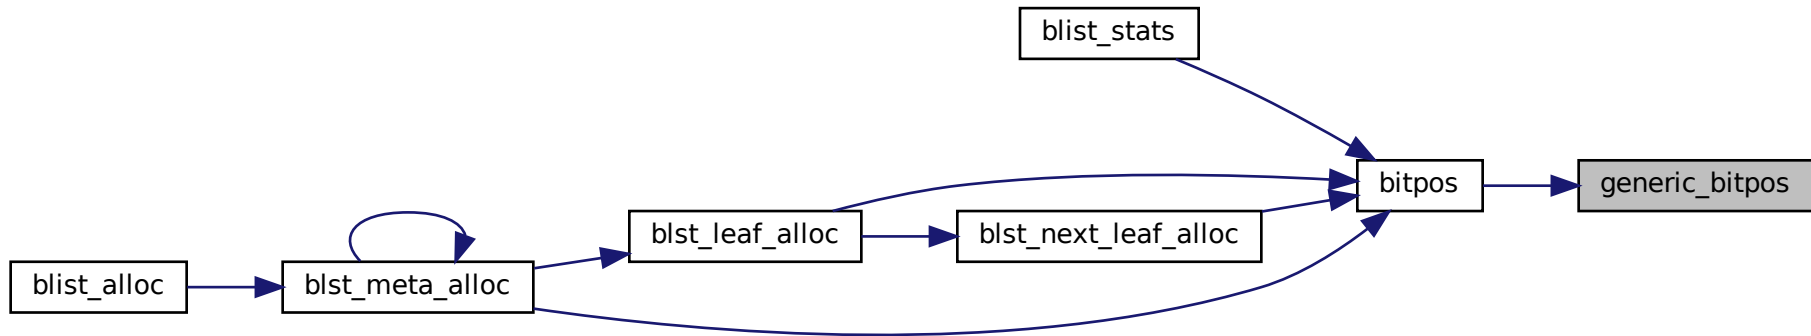 blist_stats
bitpos
generic_bitpos
blst_leaf_alloc
blst_next_leaf_alloc
blist_alloc
blst_meta_alloc